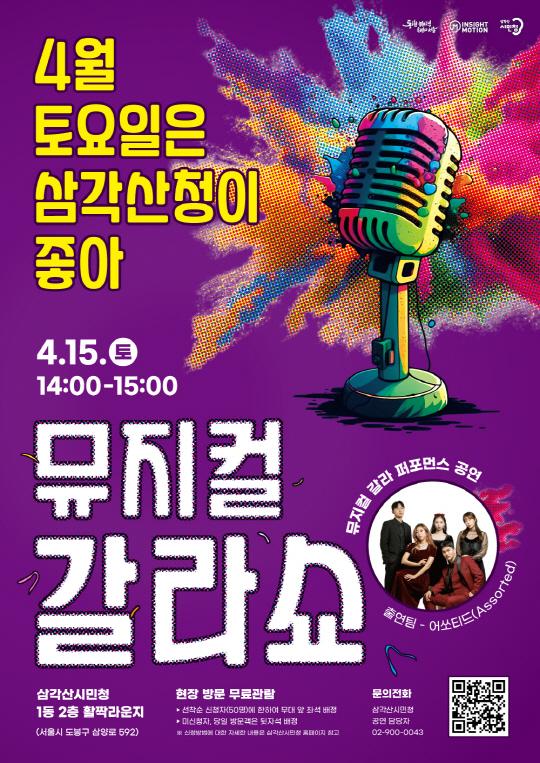 INSIGHT
MOTION
삼각산
시민청
4월
토요일은
삼각산청이
좋아
4.15.토
14:00-15:00
뮤지컬
갈라쇼
뮤지컬 갈라 퍼포먼스 공연
출연팀 - 어쏘티드(Assorted)
삼각산시민청
1동 2층 활짝라운지
(서울시 도봉구 삼양로 592)
현장 방문 무료관람
▸ 선착순 신청자(50명)에 한하여 무대 앞 좌석 배정
▸ 미신청자, 당일 방문객은 뒷자석 배정
※ 신청방법에 대한 자세한 내용은 삼각산시민청 홈페이지 참고
문의전화
삼각산시민청
공연 담당자
02-900-0043